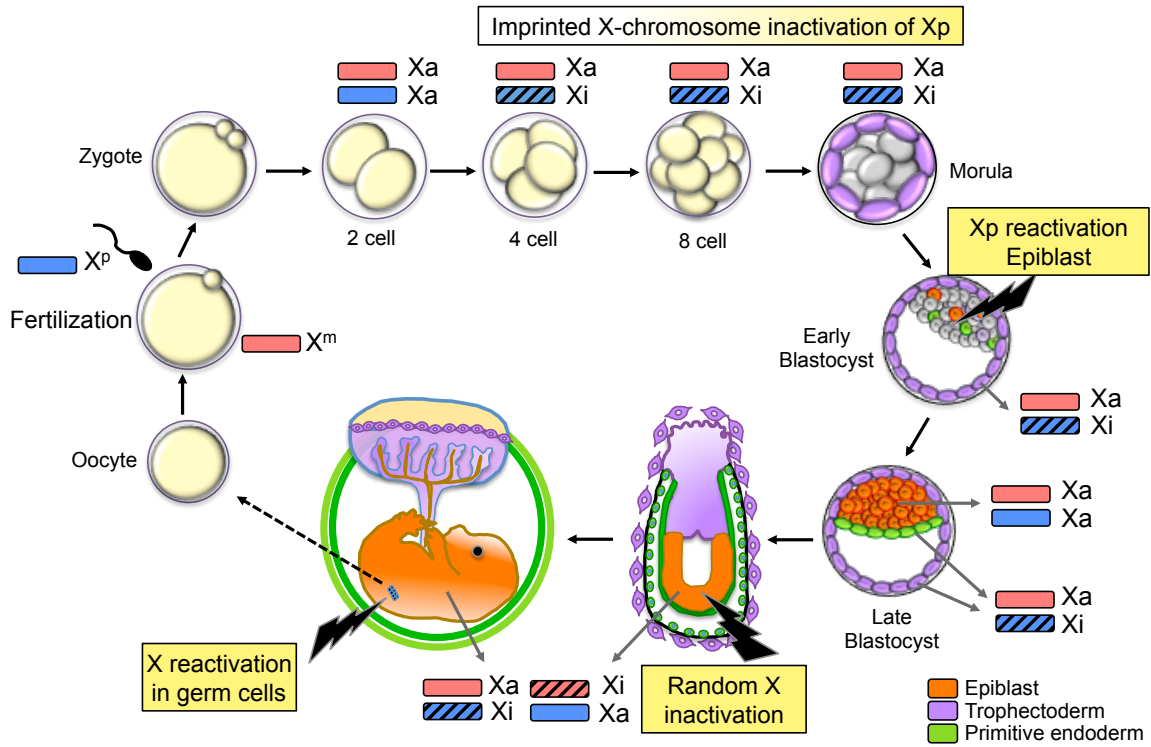 Imprinted X-chromosome inactivation of Xp
Xa
Xa
Xa
Xi
Xa
Xi
Xa
Xi
Zygote
2 cell
4 cell
8 cell
Morula
Xp reactivation
Epiblast
X^p
Fertilization
X^m
Early
Blastocyst
Xa
Xi
Oocyte
Xa
Xa
Xa
Xi
Late
Blastocyst
X reactivation
in germ cells
Xa
Xi
Xi
Xa
Random X
inactivation
Epiblast
Trophectoderm
Primitive endoderm